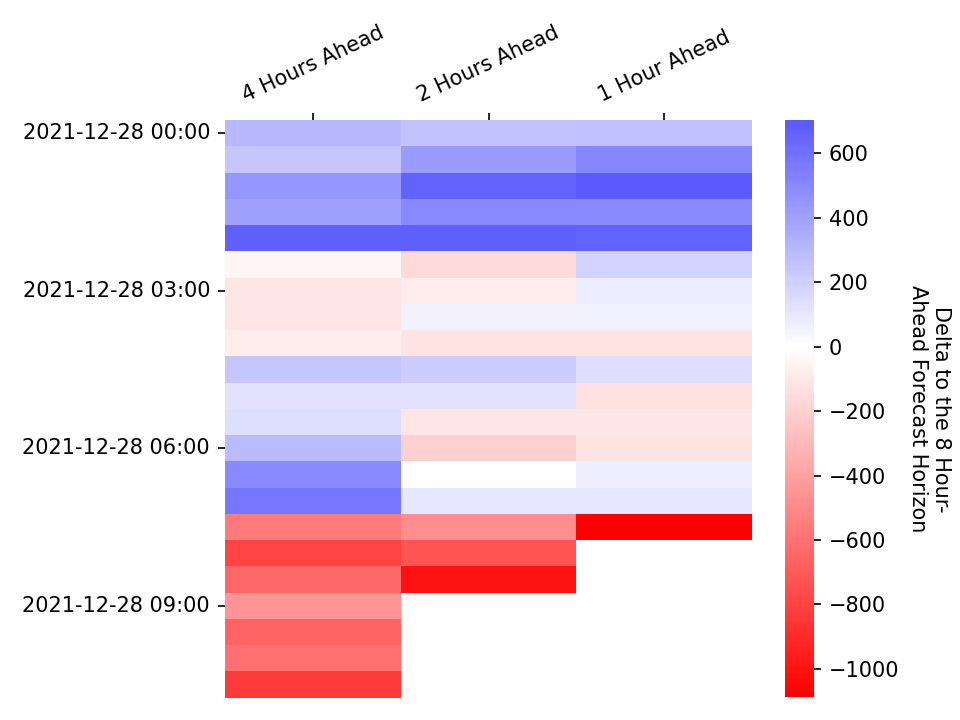 4 Hours Ahead
2 Hours Ahead
1 Hour Ahead
2021-12-28 00:00
2021-12-28 03:00
2021-12-28 06:00
2021-12-28 09:00
600
400
200
0
−200
−400
−600
−800
−1000
Delta to the 8 Hour-
Ahead Forecast Horizon